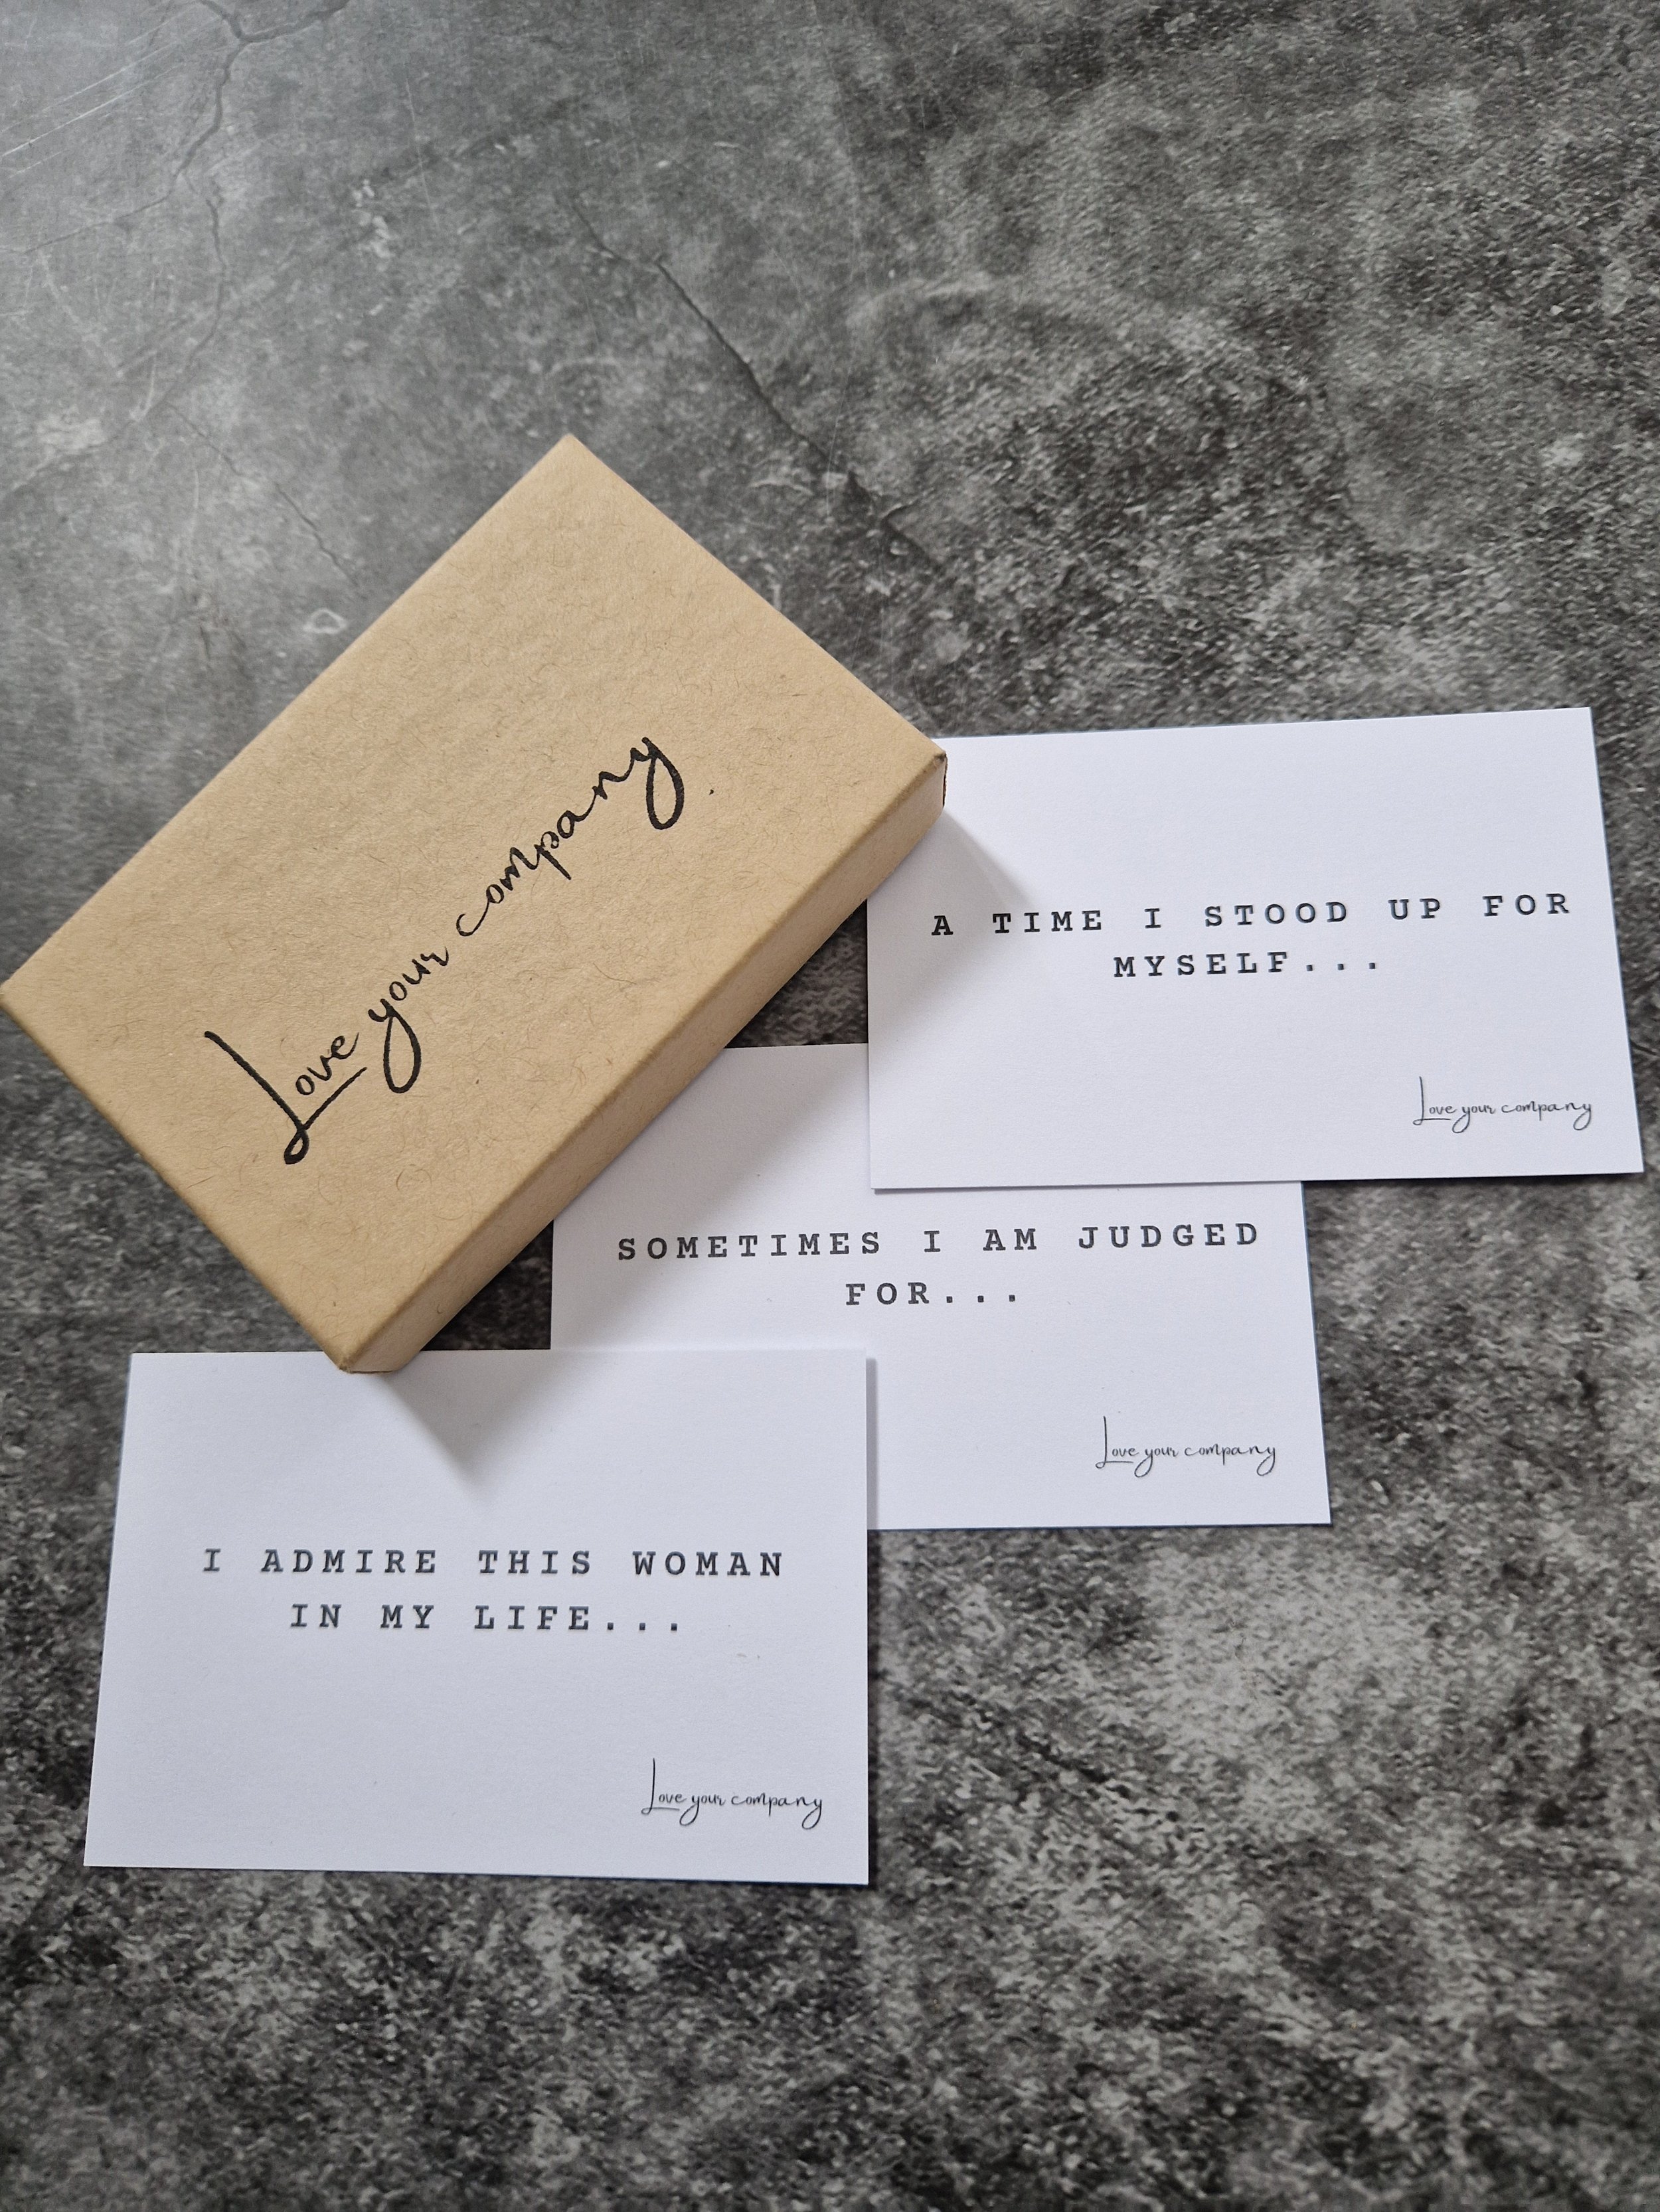 Love your company
A TIME I STOOD UP FOR
MYSELF...
Love your company
SOMETIMES I AM JUDGED
FOR...
Love your company
I ADMIRE THIS WOMAN
IN MY LIFE...
Love your company